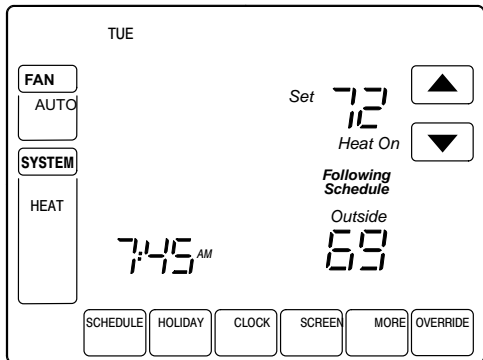 TUE
FAN
AUTO
Set 72
Heat On
SYSTEM
Following
Schedule
HEAT
Outside
7:45 AM 69
SCHEDULE HOLIDAY CLOCK SCREEN MORE OVERRIDE